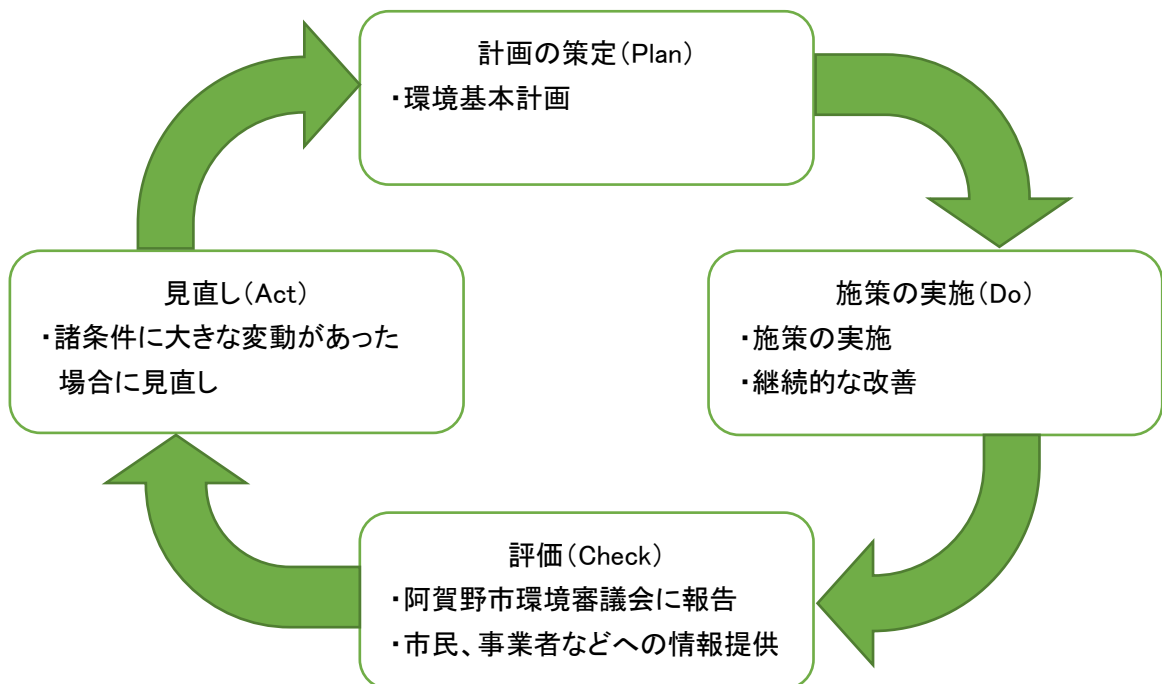 計画の策定(Plan)
・環境基本計画
見直し(Act)
・諸条件に大きな変動があった
場合に見直し
施策の実施(Do)
・施策の実施
・継続的な改善
評価(Check)
・阿賀野市環境審議会に報告
・市民、事業者などへの情報提供